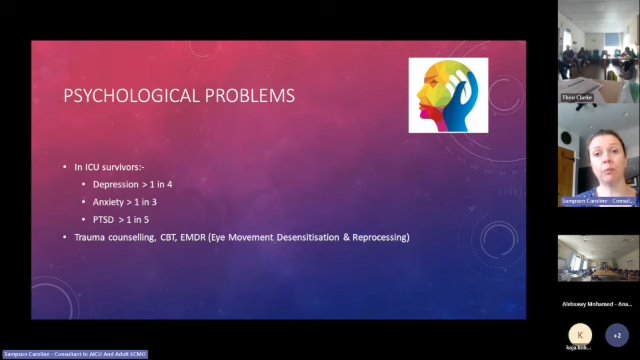 PSYCHOLOGICAL PROBLEMS
In ICU survivors:-
Depression > 1 in 4
Anxiety > 1 in 3
PTSD > 1 in 5
Trauma counselling, CBT, EMDR (Eye Movement Desensitisation & Reprocessing)
Theo Clarke
Sampson Caroline - Consul...
Alebsawy Mohamed - Ana...
K
+2
Sampson Caroline - Consultant In AICU And Adult ECMO